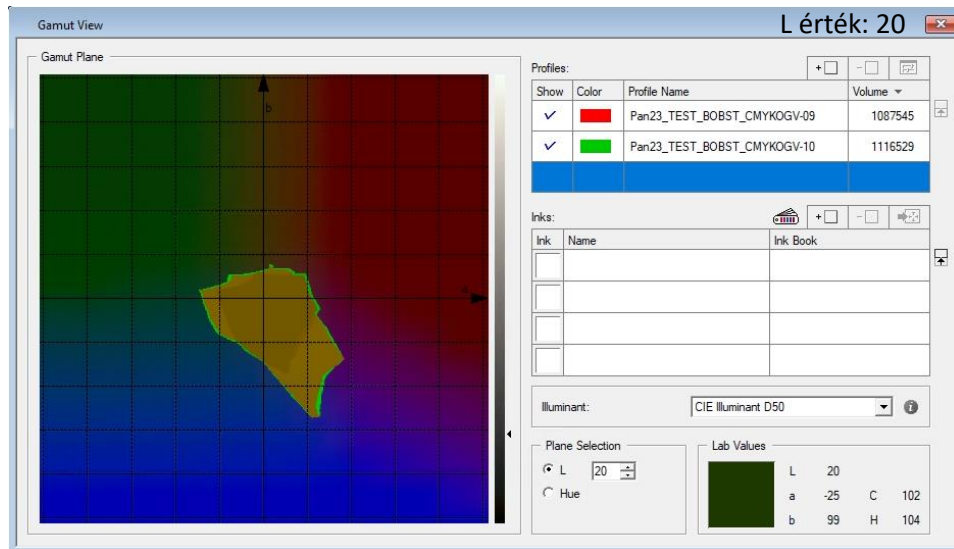 Gamut View
L érték: 20
Gamut Plane
b
a
Profiles:
Show Color Profile Name Volume
Pan23_TEST_BOBST_CMYKOGV-09 1087545
Pan23_TEST_BOBST_CMYKOGV-10 1116529
Inks:
Ink Name Ink Book
Illuminant: CIE Illuminant D50
Plane Selection
L 20
Hue
Lab Values
L 20
a -25 C 102
b 99 H 104